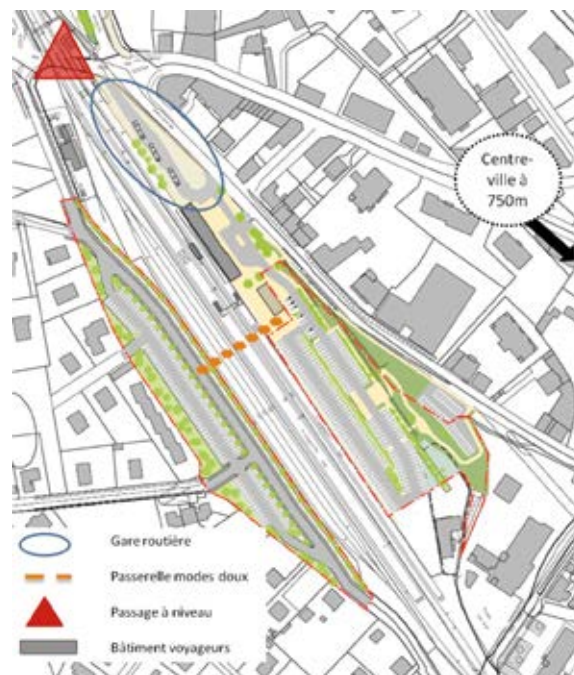 Centre-
ville à
750m
Gare routière
Passerelle modes doux
Passage à niveau
Bâtiment voyageurs